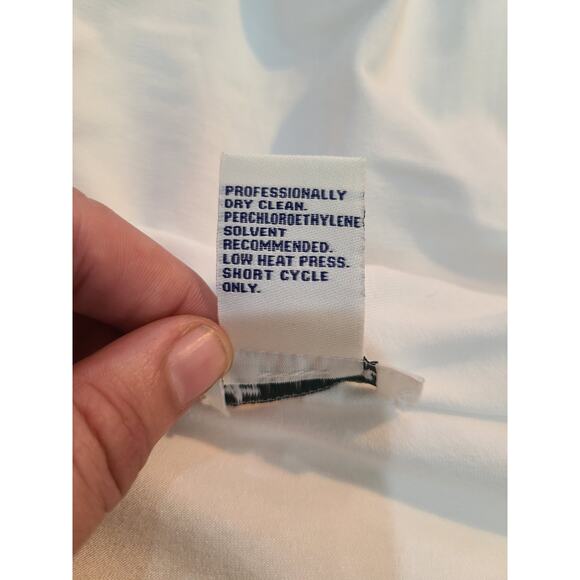 PROFESSIONALLY
DRY CLEAN.
PERCHLOROETHYLENE
SOLVENT
RECOMMENDED.
LOW HEAT PRESS.
SHORT CYCLE
ONLY.